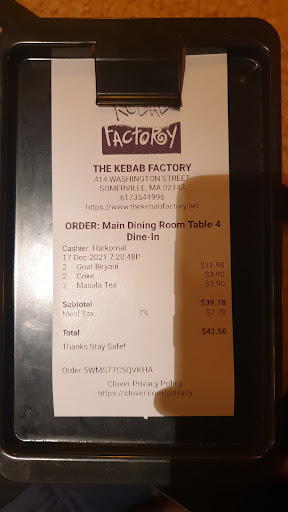 KEBAB
FACTORY
THE KEBAB FACTORY
414 WASHINGTON STREET
SOMERVILLE, MA 02143
6173544996
https://www.thekebabfactory.net
ORDER: Main Dining Room Table 4
Dine-In
Cashier: Harkomal
17-Dec-2021 7:20:48P
2 Goat Biryani $31.98
2 Coke $3.90
2 Masala Tea $3.90
Subtotal $39.78
Meal Tax 7% $2.78
Total $42.56
Thanks Stay Safe!
Order 5WMS77C5QVKHA
Clover Privacy Policy
https://clover.com/privacy